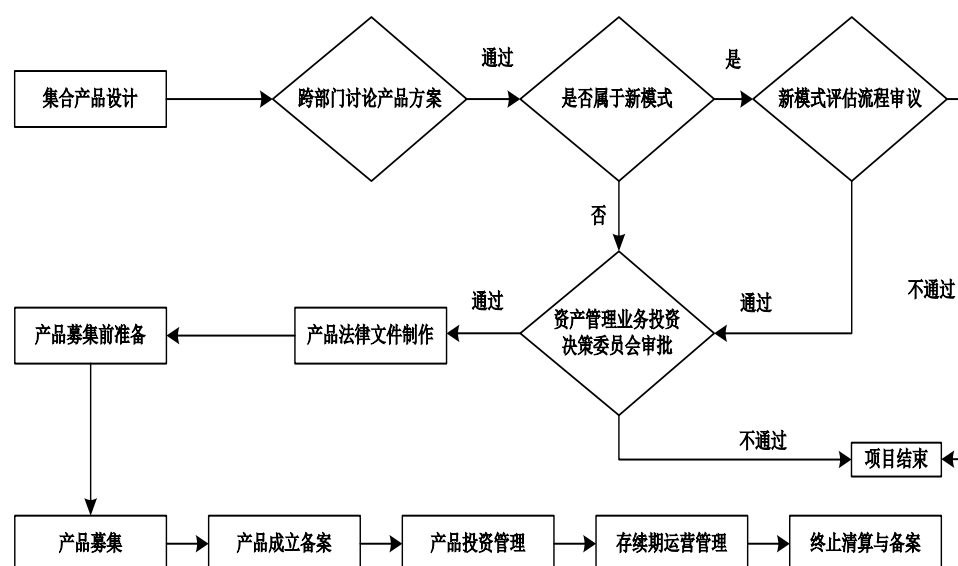 通过
是
集合产品设计
跨部门讨论产品方案
是否属于新模式
新模式评估流程审议
否
不通过
通过
通过
产品募集前准备
产品法律文件制作
资产管理业务投资
决策委员会审批
不通过
项目结束
产品募集
产品成立备案
产品投资管理
存续期运营管理
终止清算与备案